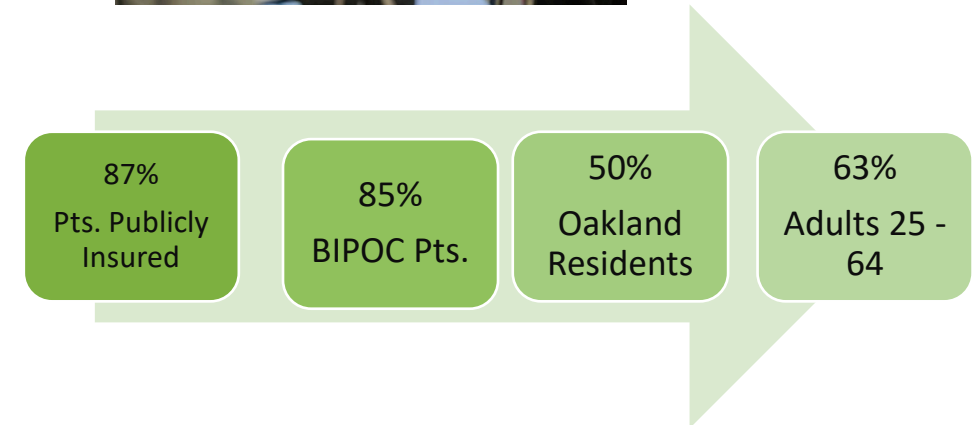 87%
Pts. Publicly
Insured
85%
BIPOC Pts.
50%
Oakland
Residents
63%
Adults 25 -
64